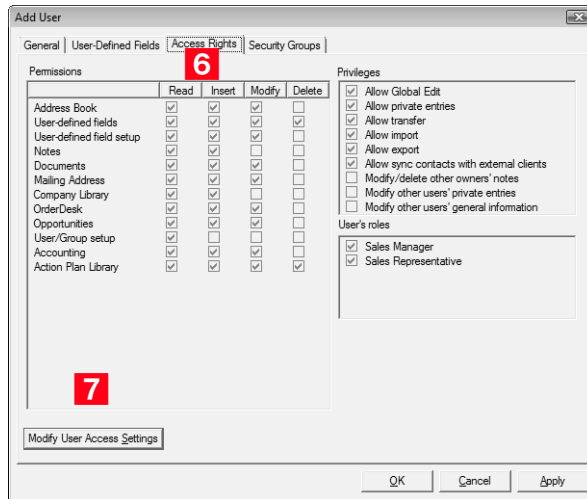 Add User
General User-Defined Fields Access Rights Security Groups
6
Permissions
Read Insert Modify Delete
Address Book
User-defined fields
User-defined field setup
Notes
Documents
Mailing Address
Company Library
OrderDesk
Opportunities
User/Group setup
Accounting
Action Plan Library
7
Modify User Access Settings
Privileges
Allow Global Edit
Allow private entries
Allow transfer
Allow import
Allow export
Allow sync contacts with external clients
Modify/delete other owners' notes
Modify other users' private entries
Modify other users' general information
User's roles
Sales Manager
Sales Representative
OK Cancel Apply